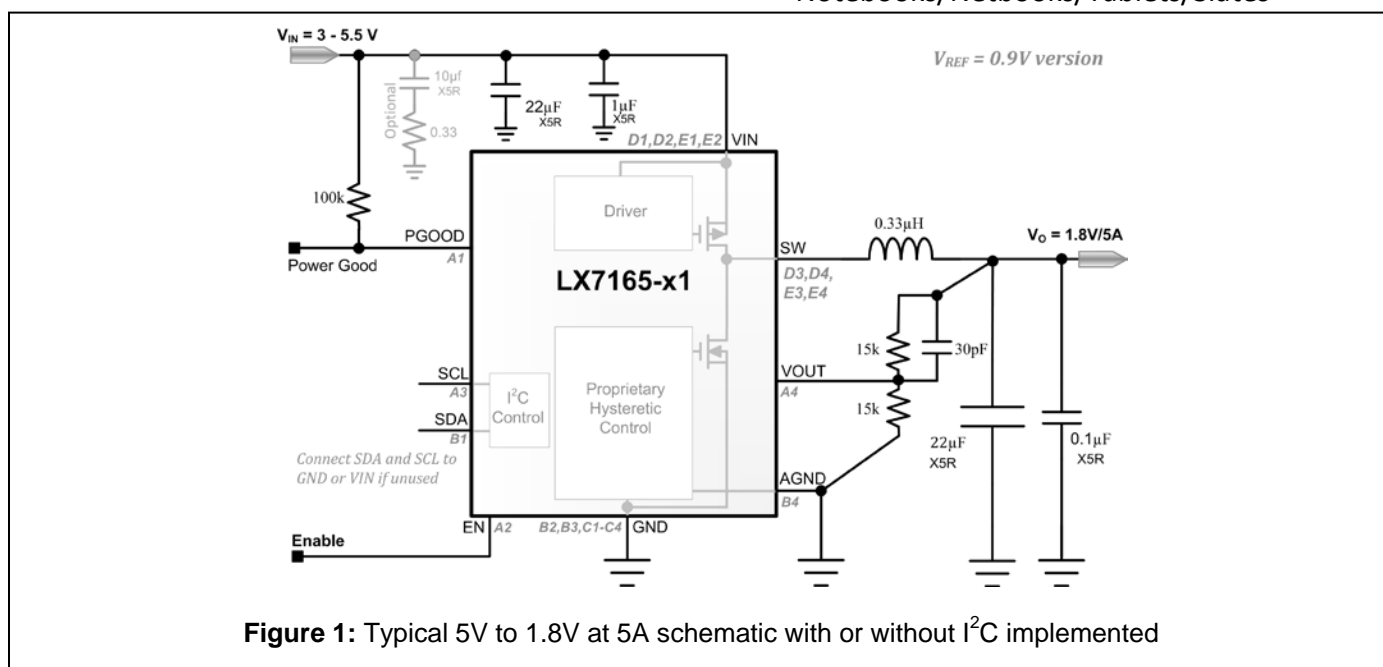 Notebooks/Netbooks/Tablets/Slates
VIN = 3 - 5.5 V
VREF = 0.9V version
Optional
10µf
X5R
0.33
22µF
X5R
1µF
X5R
D1,D2,E1,E2
VIN
100k
Driver
0.33µH
VO = 1.8V/5A
PGOOD
A1
Power Good
SW
D3,D4,
E3,E4
LX7165-x1
15k
30pF
SCL
A3
I²C
Control
SDA
B1
Proprietary
Hysteretic
Control
VOUT
A4
15k
22µF
X5R
0.1µF
X5R
Connect SDA and SCL to
GND or VIN if unused
AGND
B4
EN
A2
B2,B3,C1-C4
GND
Enable
Figure 1: Typical 5V to 1.8V at 5A schematic with or without I²C implemented